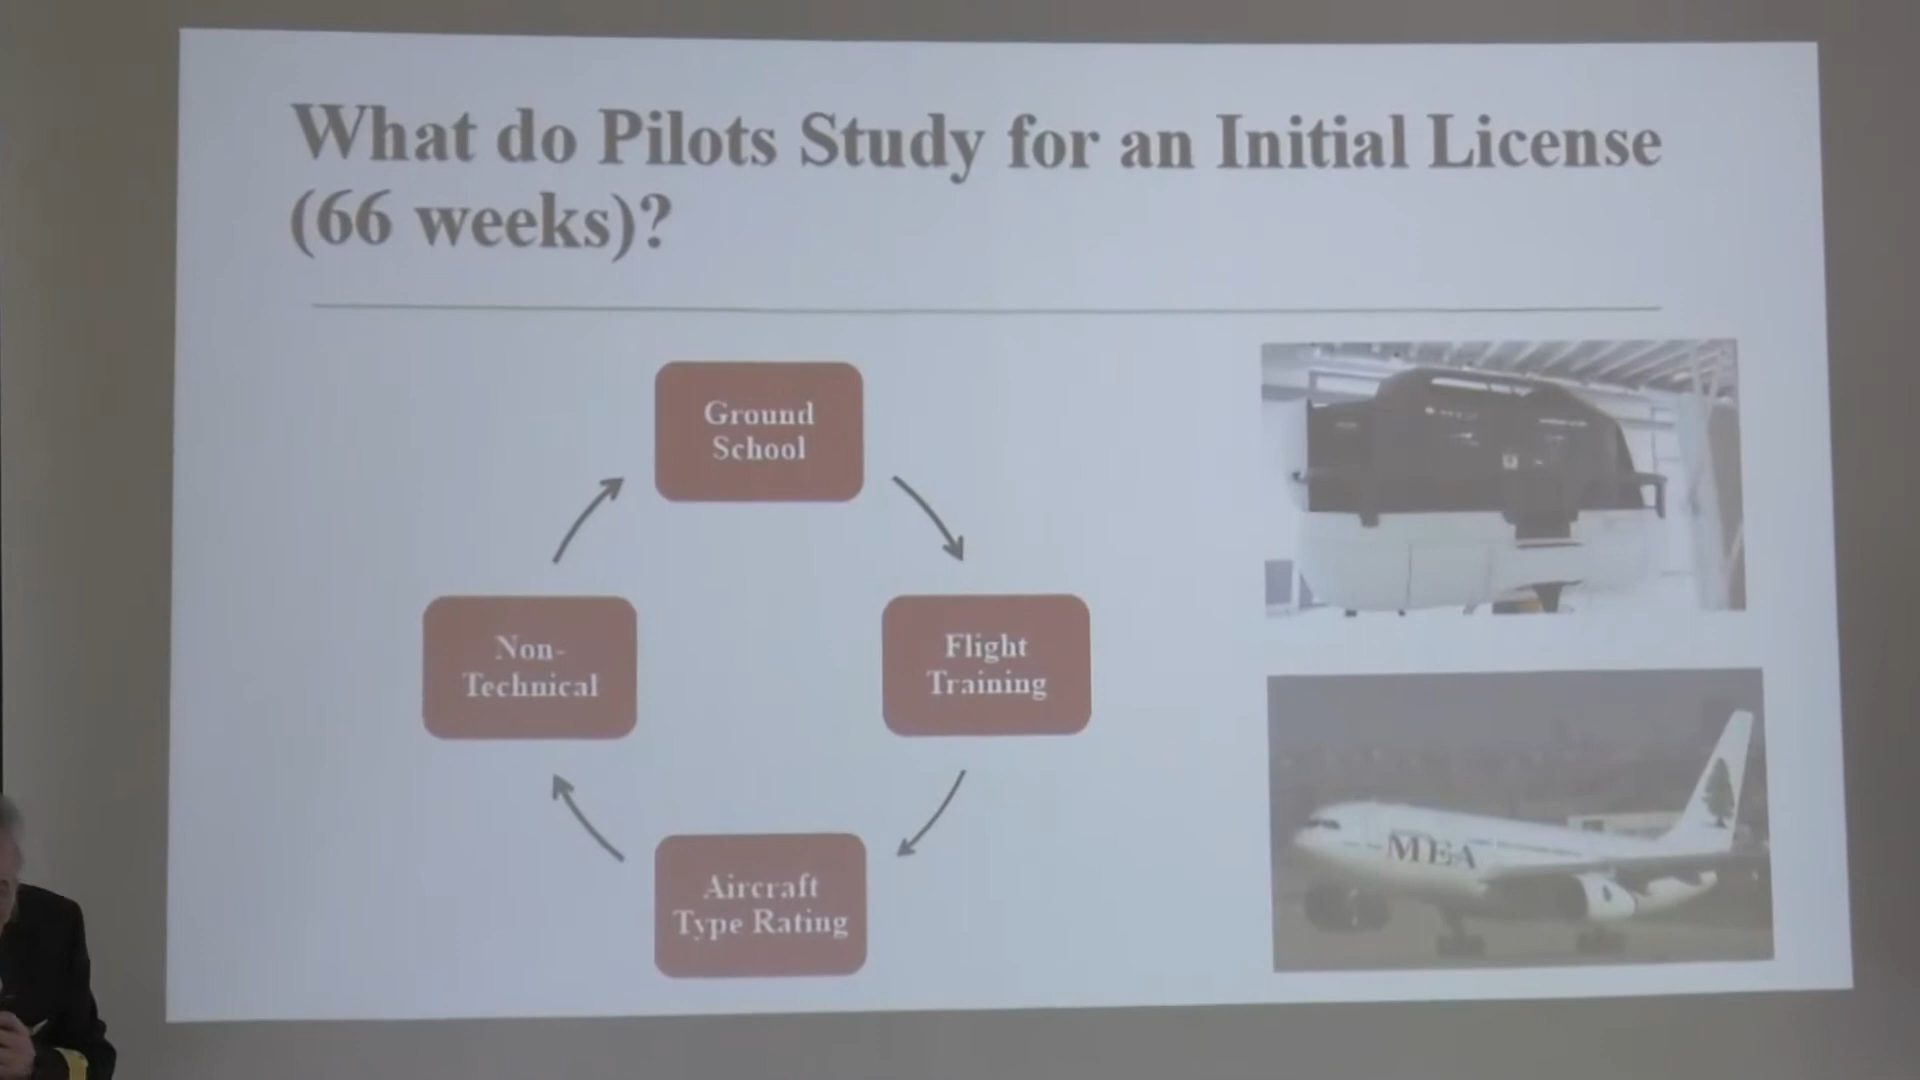 What do Pilots Study for an Initial License
(66 weeks)?
Ground
School
Flight
Training
Aircraft
Type Rating
Non-
Technical
MEA